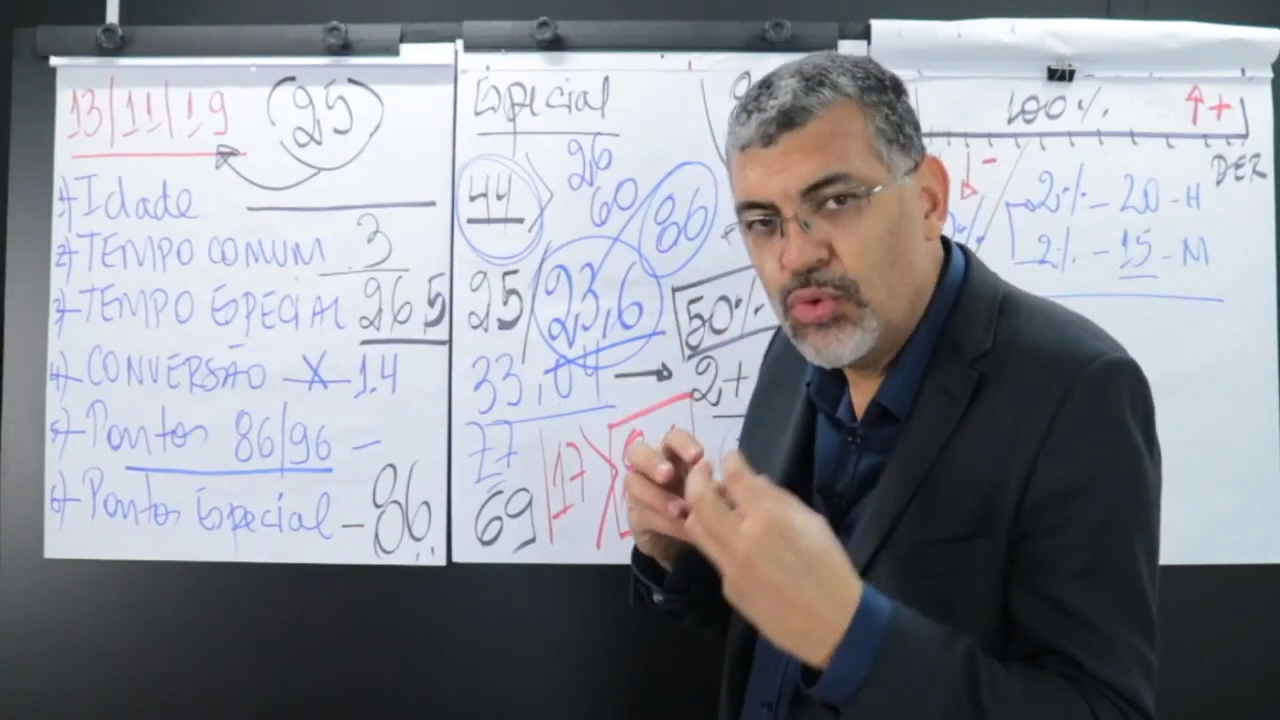 13/11/19 25
1) Idade
2) TEMPO COMUM 3
3) TEMPO ESPECIAL 26 5
4) CONVERSÃO X 1.4
5) Pontos 86/96 -
6) Pontos Especial - 86
Especial
44 26
60 86
25 23,6 50%
33,04 → 2+
77
69 17
100% ↑+
DER
↓-
2% - 20 - H
2% - 15 - M